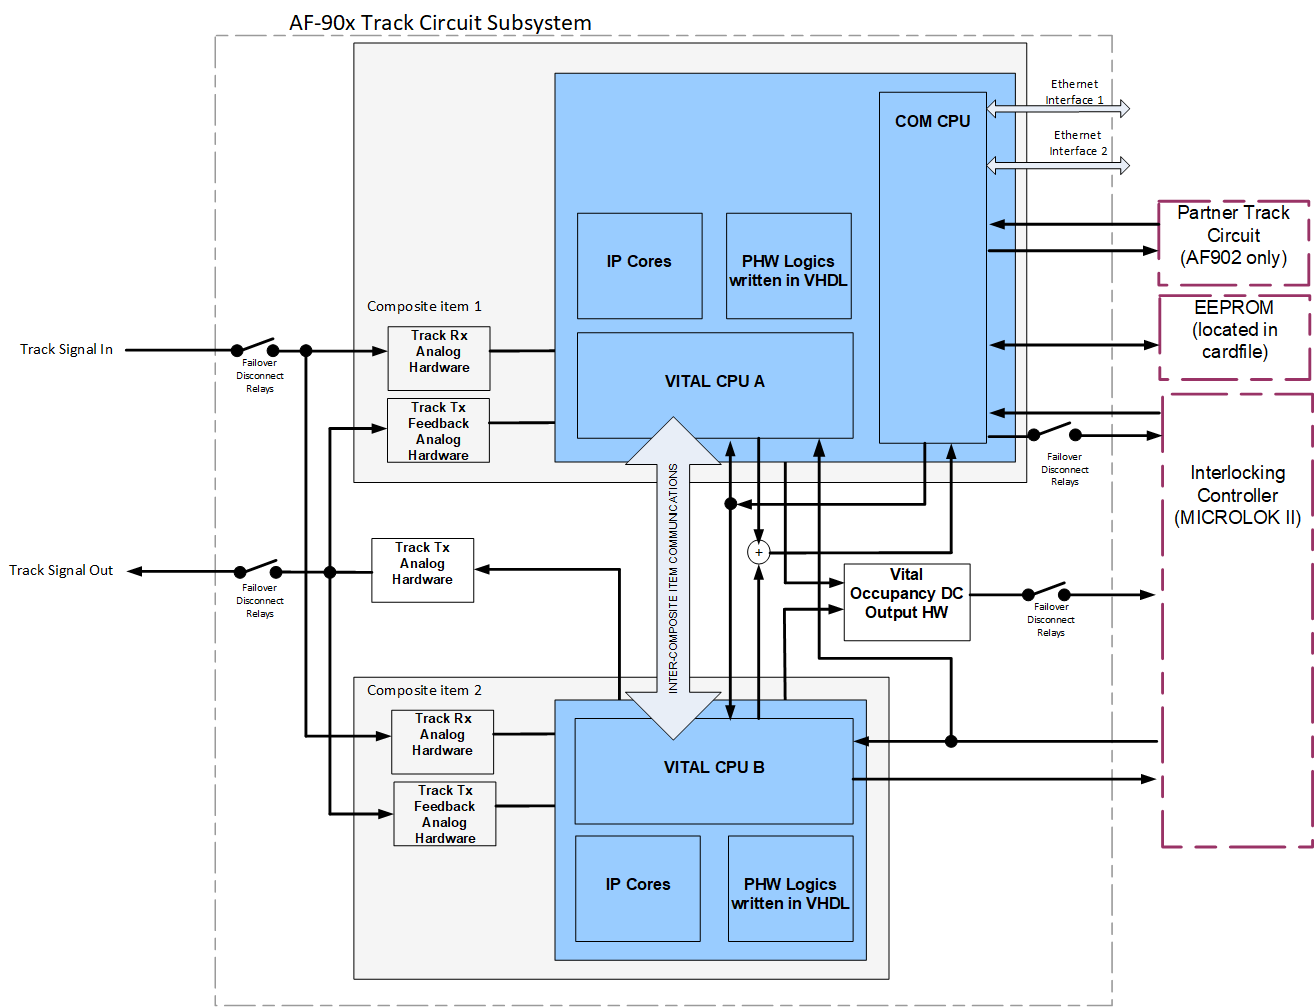 AF-90x Track Circuit Subsystem
Ethernet
Interface 1
COM CPU
Ethernet
Interface 2
Partner Track
Circuit
(AF902 only)
IP Cores
PHW Logics
written in VHDL
EEPROM
(located in
cardfile)
Composite item 1
Track Signal In
Failover
Disconnect
Relays
Track Rx
Analog
Hardware
VITAL CPU A
Track Tx
Feedback
Analog
Hardware
Failover
Disconnect
Relays
Interlocking
Controller
(MICROLOK II)
INTER-COMPOSITE ITEM COMMUNICATIONS
Track Signal Out
Failover
Disconnect
Relays
Track Tx
Analog
Hardware
+
Vital
Occupancy DC
Output HW
Failover
Disconnect
Relays
Composite item 2
Track Rx
Analog
Hardware
VITAL CPU B
Track Tx
Feedback
Analog
Hardware
IP Cores
PHW Logics
written in VHDL